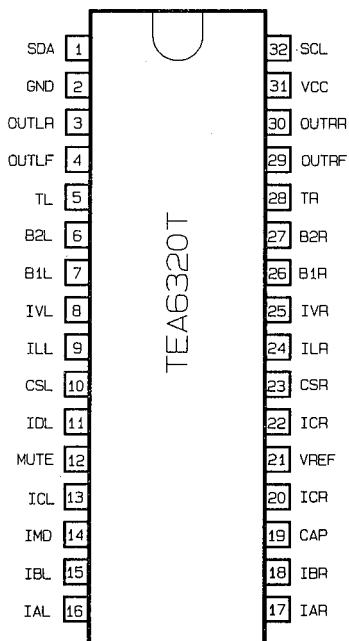 SDA 1 32 SCL
GND 2 31 VCC
OUTLR 3 30 OUTRR
OUTLF 4 29 OUTRF
TL 5 28 TR
B2L 6 27 B2R
B1L 7 26 B1R
IVL 8 25 IVR
ILL 9 24 ILR
CSL 10 23 CSR
IDL 11 22 ICR
MUTE 12 21 VREF
ICL 13 20 ICR
IMD 14 19 CAP
IBL 15 18 IBR
IAL 16 17 IAR
TEA6320T